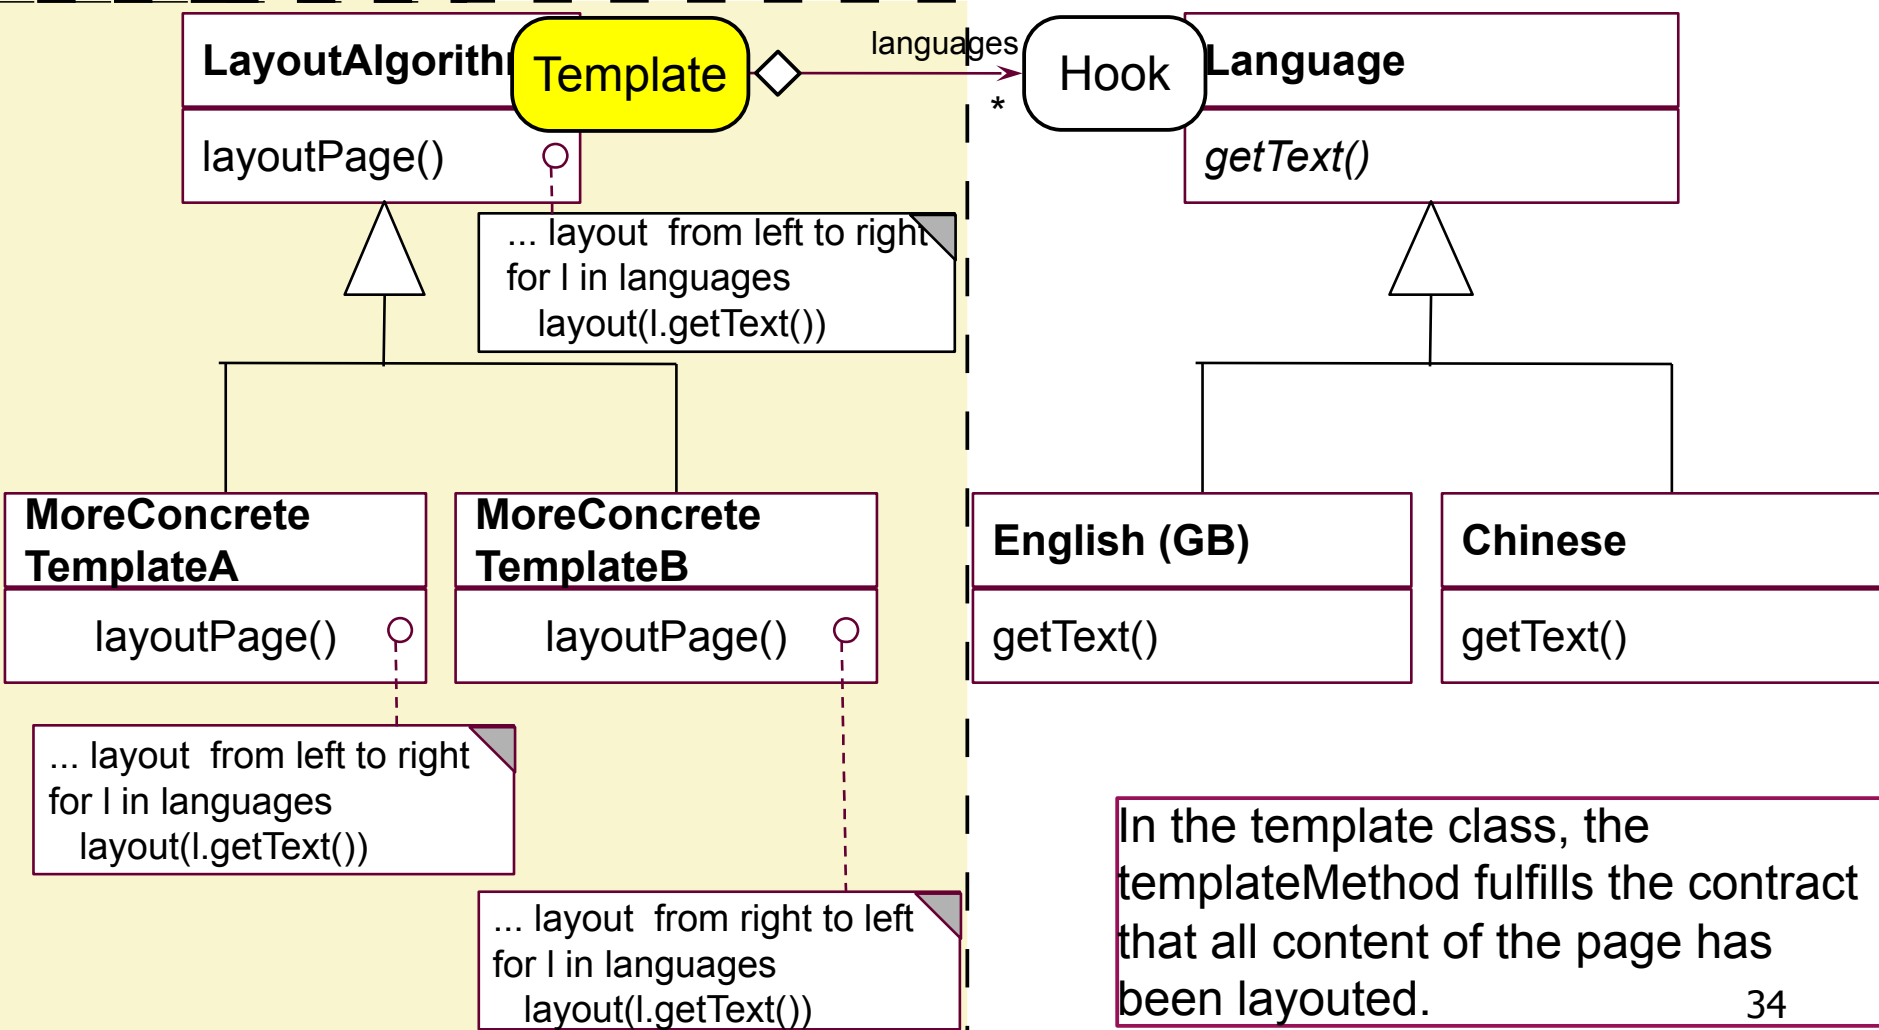 LayoutAlgorith
Template
languages
*
Hook
Language
layoutPage()
getText()
... layout from left to right
for l in languages
layout(l.getText())
MoreConcrete
TemplateA
layoutPage()
MoreConcrete
TemplateB
layoutPage()
English (GB)
getText()
Chinese
getText()
... layout from left to right
for l in languages
layout(l.getText())
... layout from right to left
for l in languages
layout(l.getText())
In the template class, the
templateMethod fulfills the contract
that all content of the page has
been layouted.
34